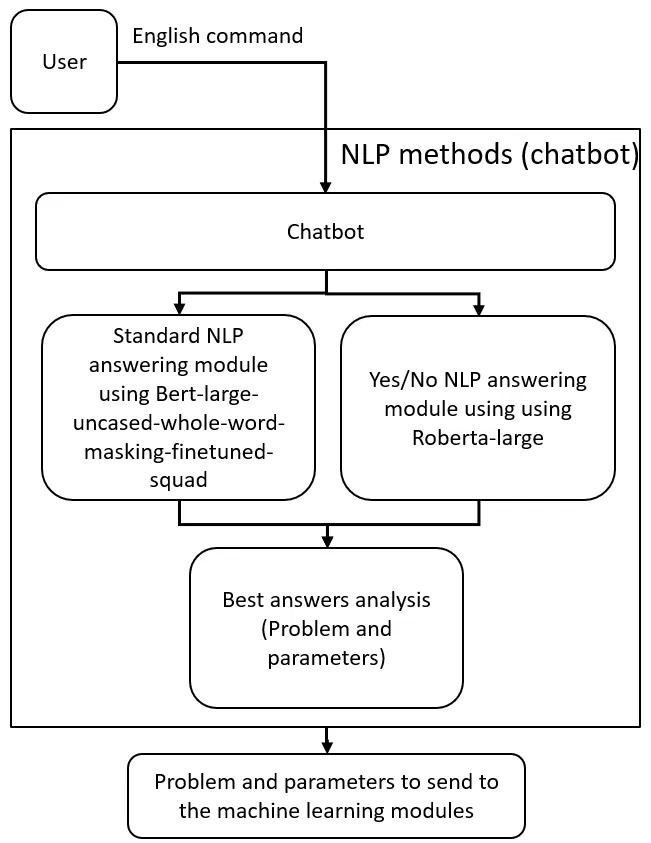 User
English command
NLP methods (chatbot)
Chatbot
Standard NLP
answering module
using Bert-large-
uncased-whole-word-
masking-finetuned-
squad
Yes/No NLP answering
module using using
Roberta-large
Best answers analysis
(Problem and
parameters)
Problem and parameters to send to
the machine learning modules